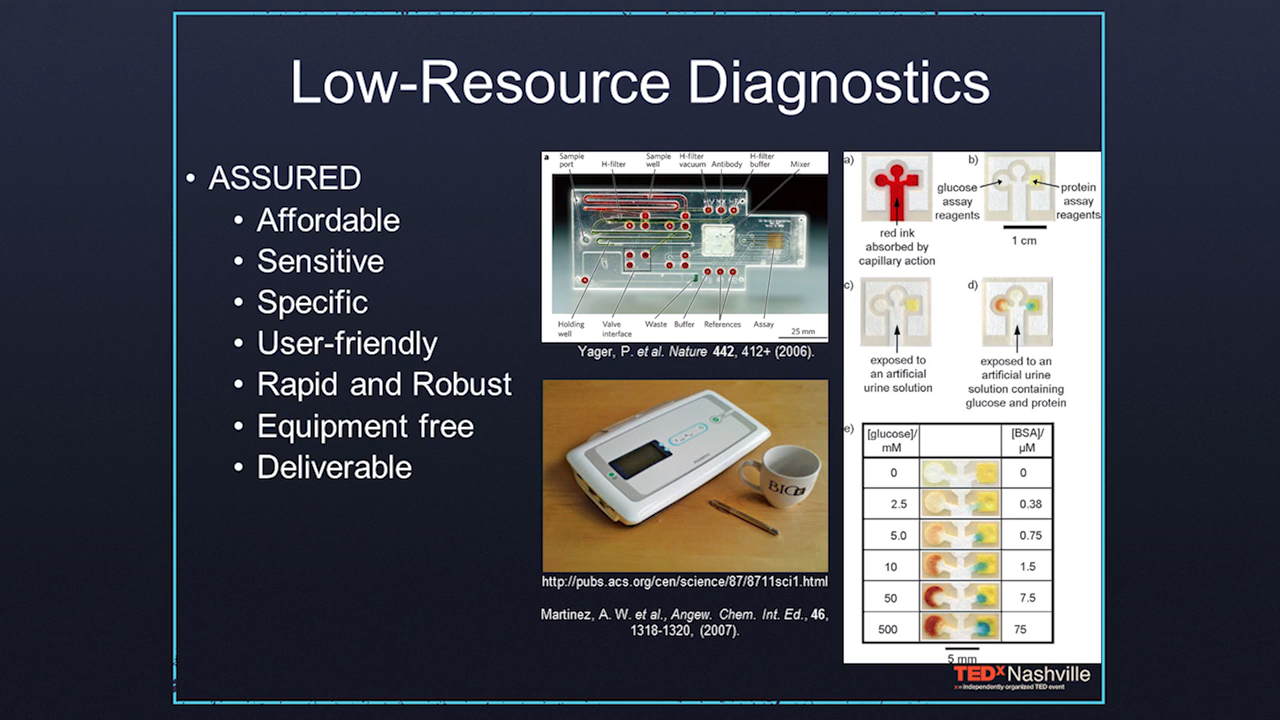 Low-Resource Diagnostics
• ASSURED
• Affordable
• Sensitive
• Specific
• User-friendly
• Rapid and Robust
• Equipment free
• Deliverable
a
Sample port
H-filter
Sample well
H-filter vacuum
Antibody
H-filter buffer
Mixer
Holding well
Valve interface
Waste
Buffer
References
Assay
25 mm
Yager, P. et al. Nature 442, 412+ (2006).
BIO
http://pubs.acs.org/cen/science/87/8711sci1.html
Martinez, A. W. et al., Angew. Chem. Int. Ed., 46,
1318-1320, (2007).
a)
red ink
absorbed by
capillary action
b)
glucose
assay
reagents
protein
assay
reagents
1 cm
c)
exposed to
an artificial
urine solution
d)
exposed to an
artificial urine
solution containing
glucose and protein
e)
[glucose]/ mM [BSA]/ μM
0 0
2.5 0.38
5.0 0.75
10 1.5
50 7.5
500 75
5 mm
TEDxNashville
x = independently organized TED event